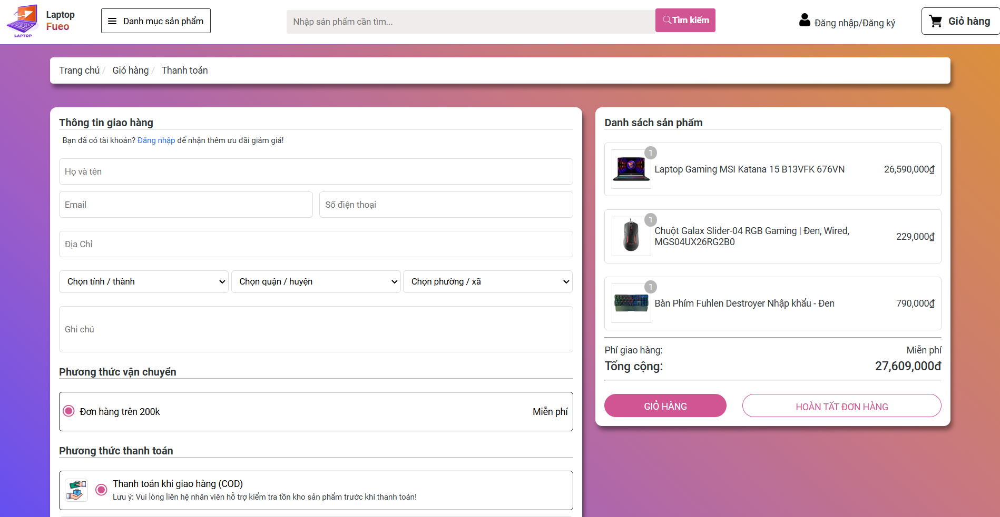 Laptop
Fueo
LAPTOP
Danh mục sản phẩm
Nhập sản phẩm cần tìm...
Tìm kiếm
Đăng nhập/Đăng ký
Giỏ hàng
Trang chủ / Giỏ hàng / Thanh toán
Thông tin giao hàng
Bạn đã có tài khoản? Đăng nhập để nhận thêm ưu đãi giảm giá!
Họ và tên
Email
Số điện thoại
Địa Chỉ
Chọn tỉnh / thành
Chọn quận / huyện
Chọn phường / xã
Ghi chú
Phương thức vận chuyển
Đơn hàng trên 200k
Miễn phí
Phương thức thanh toán
Thanh toán khi giao hàng (COD)
Lưu ý: Vui lòng liên hệ nhân viên hỗ trợ kiểm tra tồn kho sản phẩm trước khi thanh toán!
Danh sách sản phẩm
1
Laptop Gaming MSI Katana 15 B13VFK 676VN
26,590,000₫
1
Chuột Galax Slider-04 RGB Gaming | Đen, Wired,
MGS04UX26RG2B0
229,000₫
1
Bàn Phím Fuhlen Destroyer Nhập khẩu - Đen
790,000₫
Phí giao hàng:
Miễn phí
Tổng cộng:
27,609,000đ
GIỎ HÀNG
HOÀN TẤT ĐƠN HÀNG